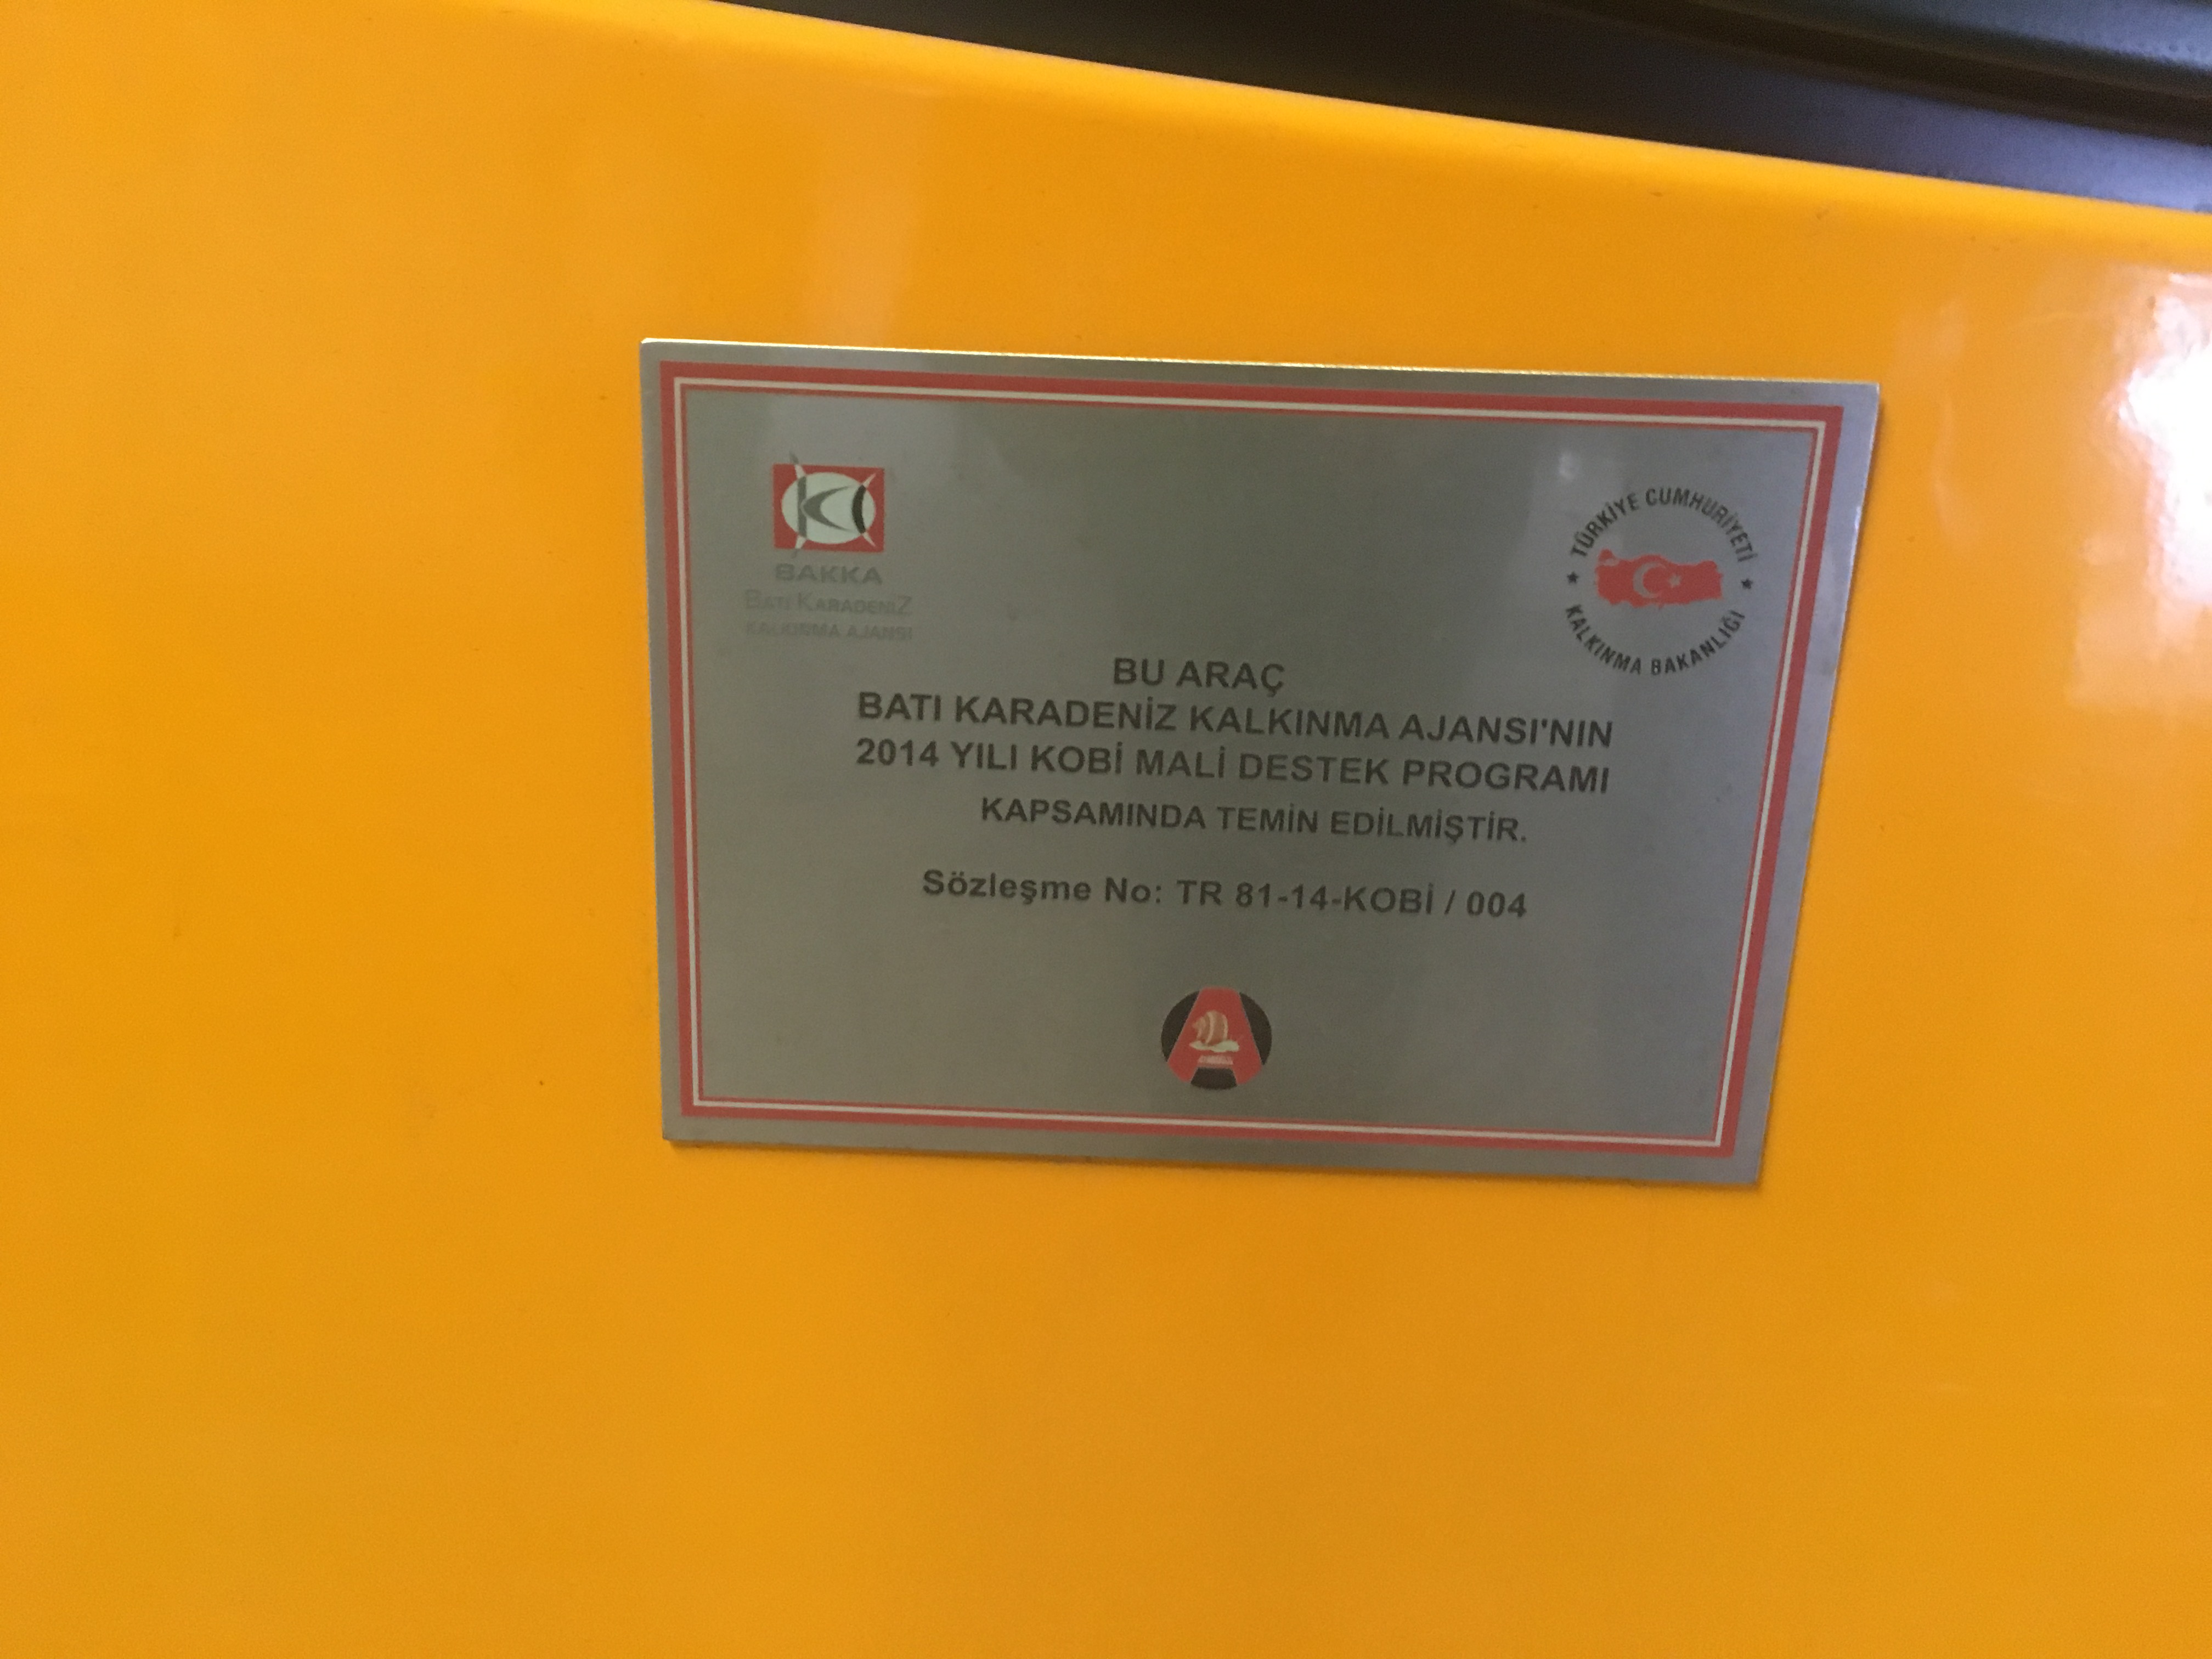 BAKKA
BATI KARADENİZ
KALKINMA AJANSI
TÜRKİYE CUMHURİYETİ
KALKINMA BAKANLIĞI
BU ARAÇ
BATI KARADENİZ KALKINMA AJANSI'NIN
2014 YILI KOBİ MALİ DESTEK PROGRAMI
KAPSAMINDA TEMİN EDİLMİŞTİR.
Sözleşme No: TR 81-14-KOBİ / 004